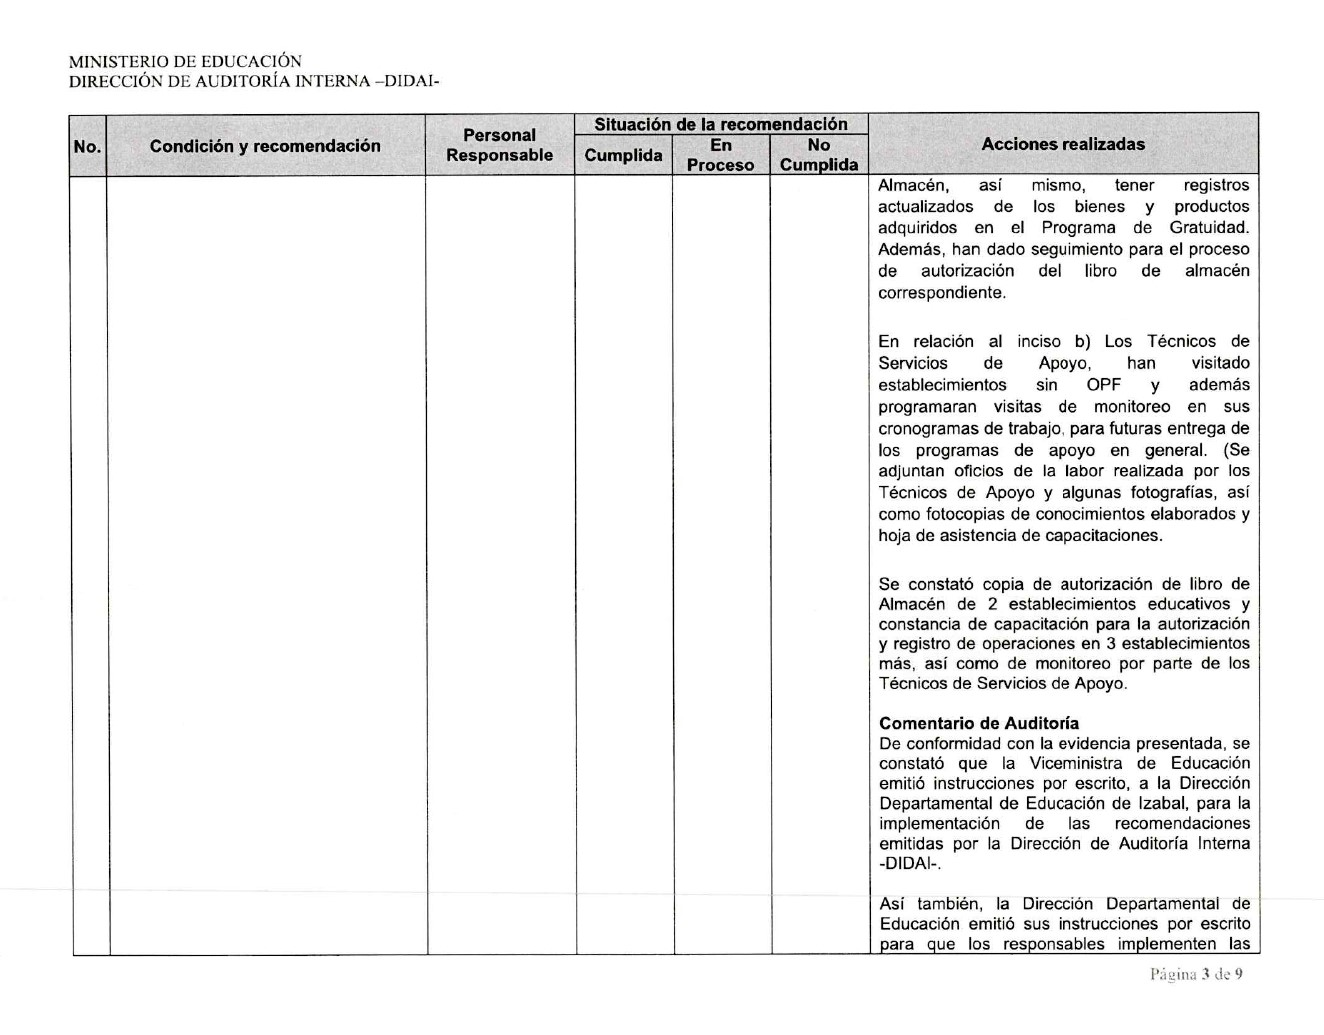 MINISTERIO DE EDUCACIÓN
DIRECCIÓN DE AUDITORÍA INTERNA –DIDAI-
No.
Condición y recomendación
Personal
Responsable
Situación de la recomendación
Cumplida
En
Proceso
No
Cumplida
Acciones realizadas
Almacén, así mismo, tener registros
actualizados de los bienes y productos
adquiridos en el Programa de Gratuidad.
Además, han dado seguimiento para el proceso
de autorización del libro de almacén
correspondiente.
En relación al inciso b) Los Técnicos de
Servicios de Apoyo, han visitado
establecimientos sin OPF y además
programaran visitas de monitoreo en sus
cronogramas de trabajo, para futuras entrega de
los programas de apoyo en general. (Se
adjuntan oficios de la labor realizada por los
Técnicos de Apoyo y algunas fotografías, así
como fotocopias de conocimientos elaborados y
hoja de asistencia de capacitaciones.
Se constató copia de autorización de libro de
Almacén de 2 establecimientos educativos y
constancia de capacitación para la autorización
y registro de operaciones en 3 establecimientos
más, así como de monitoreo por parte de los
Técnicos de Servicios de Apoyo.
Comentario de Auditoría
De conformidad con la evidencia presentada, se
constató que la Viceministra de Educación
emitió instrucciones por escrito, a la Dirección
Departamental de Educación de Izabal, para la
implementación de las recomendaciones
emitidas por la Dirección de Auditoría Interna
-DIDAI-.
Así también, la Dirección Departamental de
Educación emitió sus instrucciones por escrito
para que los responsables implementen las
Página 3 de 9